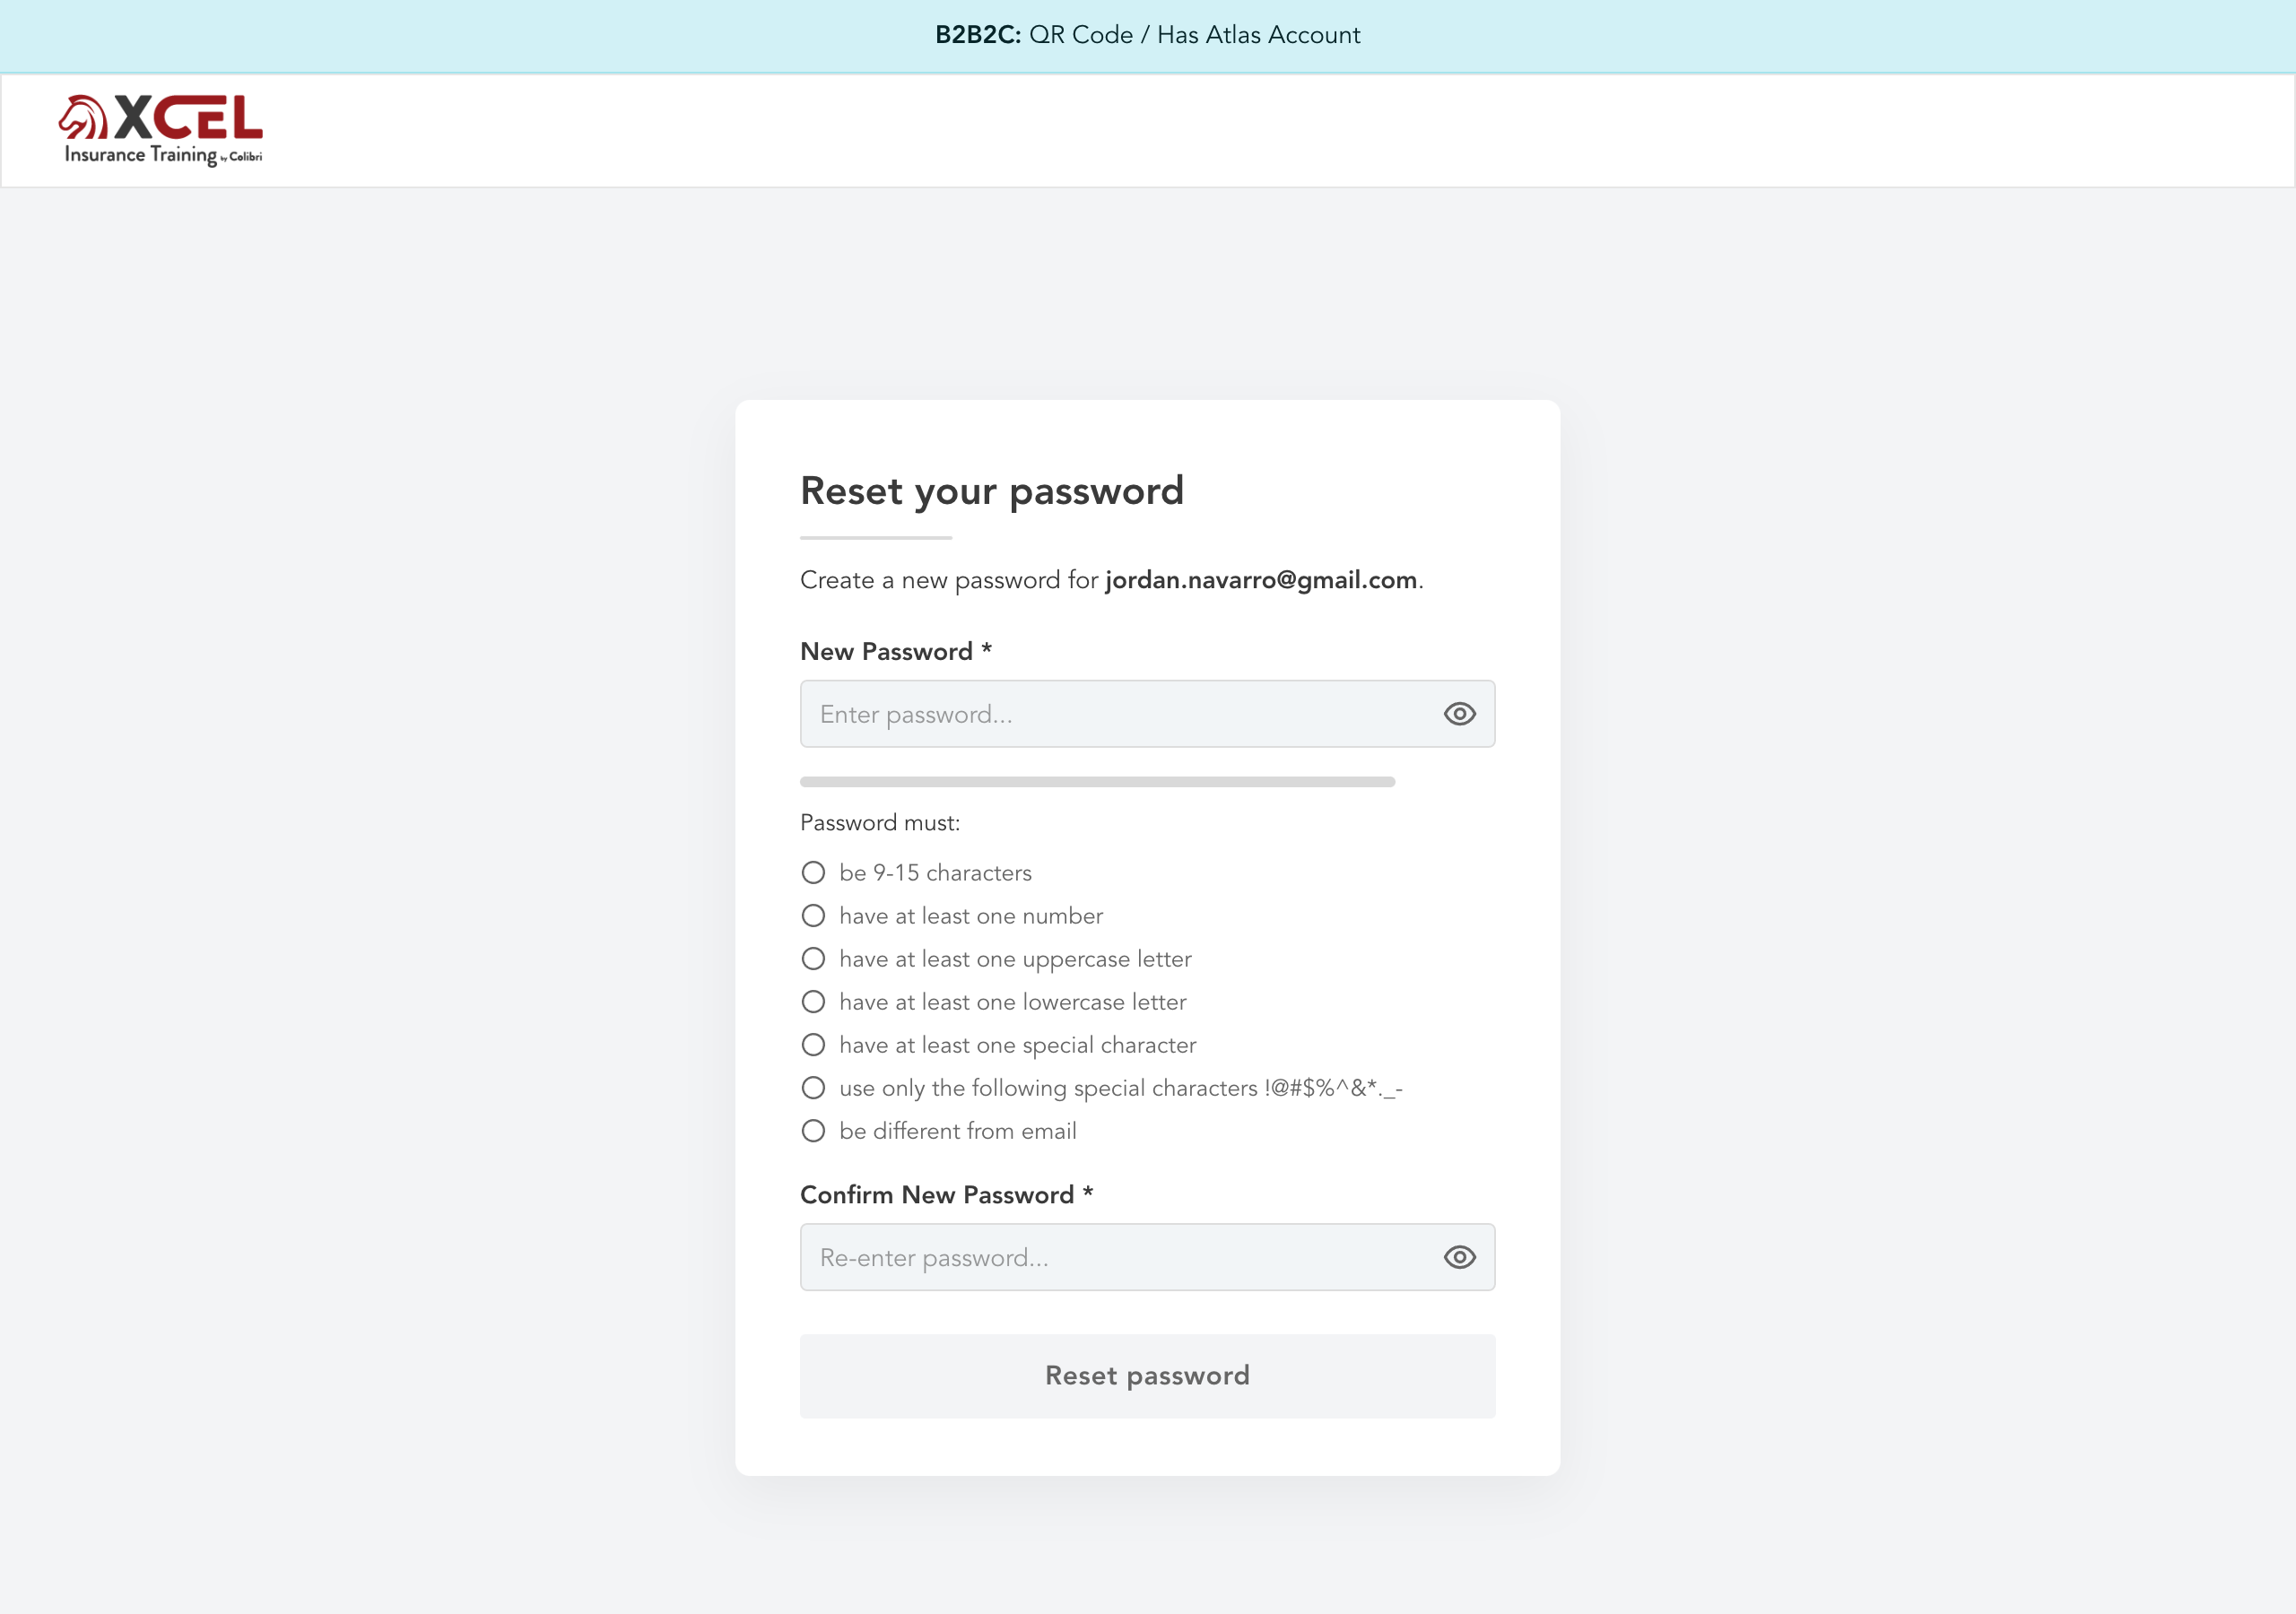 B2B2C: QR Code / Has Atlas Account
XCEL
Insurance Training by Colibri
Reset your password
Create a new password for jordan.navarro@gmail.com.
New Password *
Enter password...
Password must:
be 9-15 characters
have at least one number
have at least one uppercase letter
have at least one lowercase letter
have at least one special character
use only the following special characters !@#$%^&*._-
be different from email
Confirm New Password *
Re-enter password...
Reset password